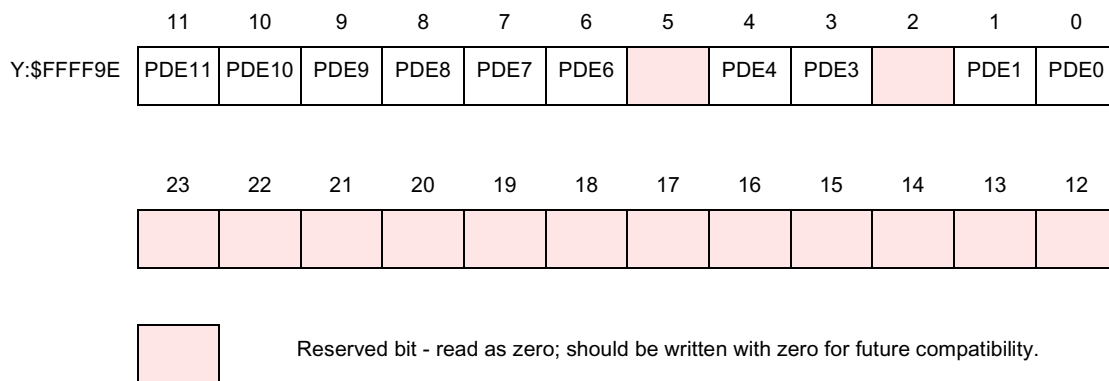 11 10 9 8 7 6 5 4 3 2 1 0
Y:$FFFF9E PDE11 PDE10 PDE9 PDE8 PDE7 PDE6 PDE4 PDE3 PDE1 PDE0
23 22 21 20 19 18 17 16 15 14 13 12
Reserved bit - read as zero; should be written with zero for future compatibility.